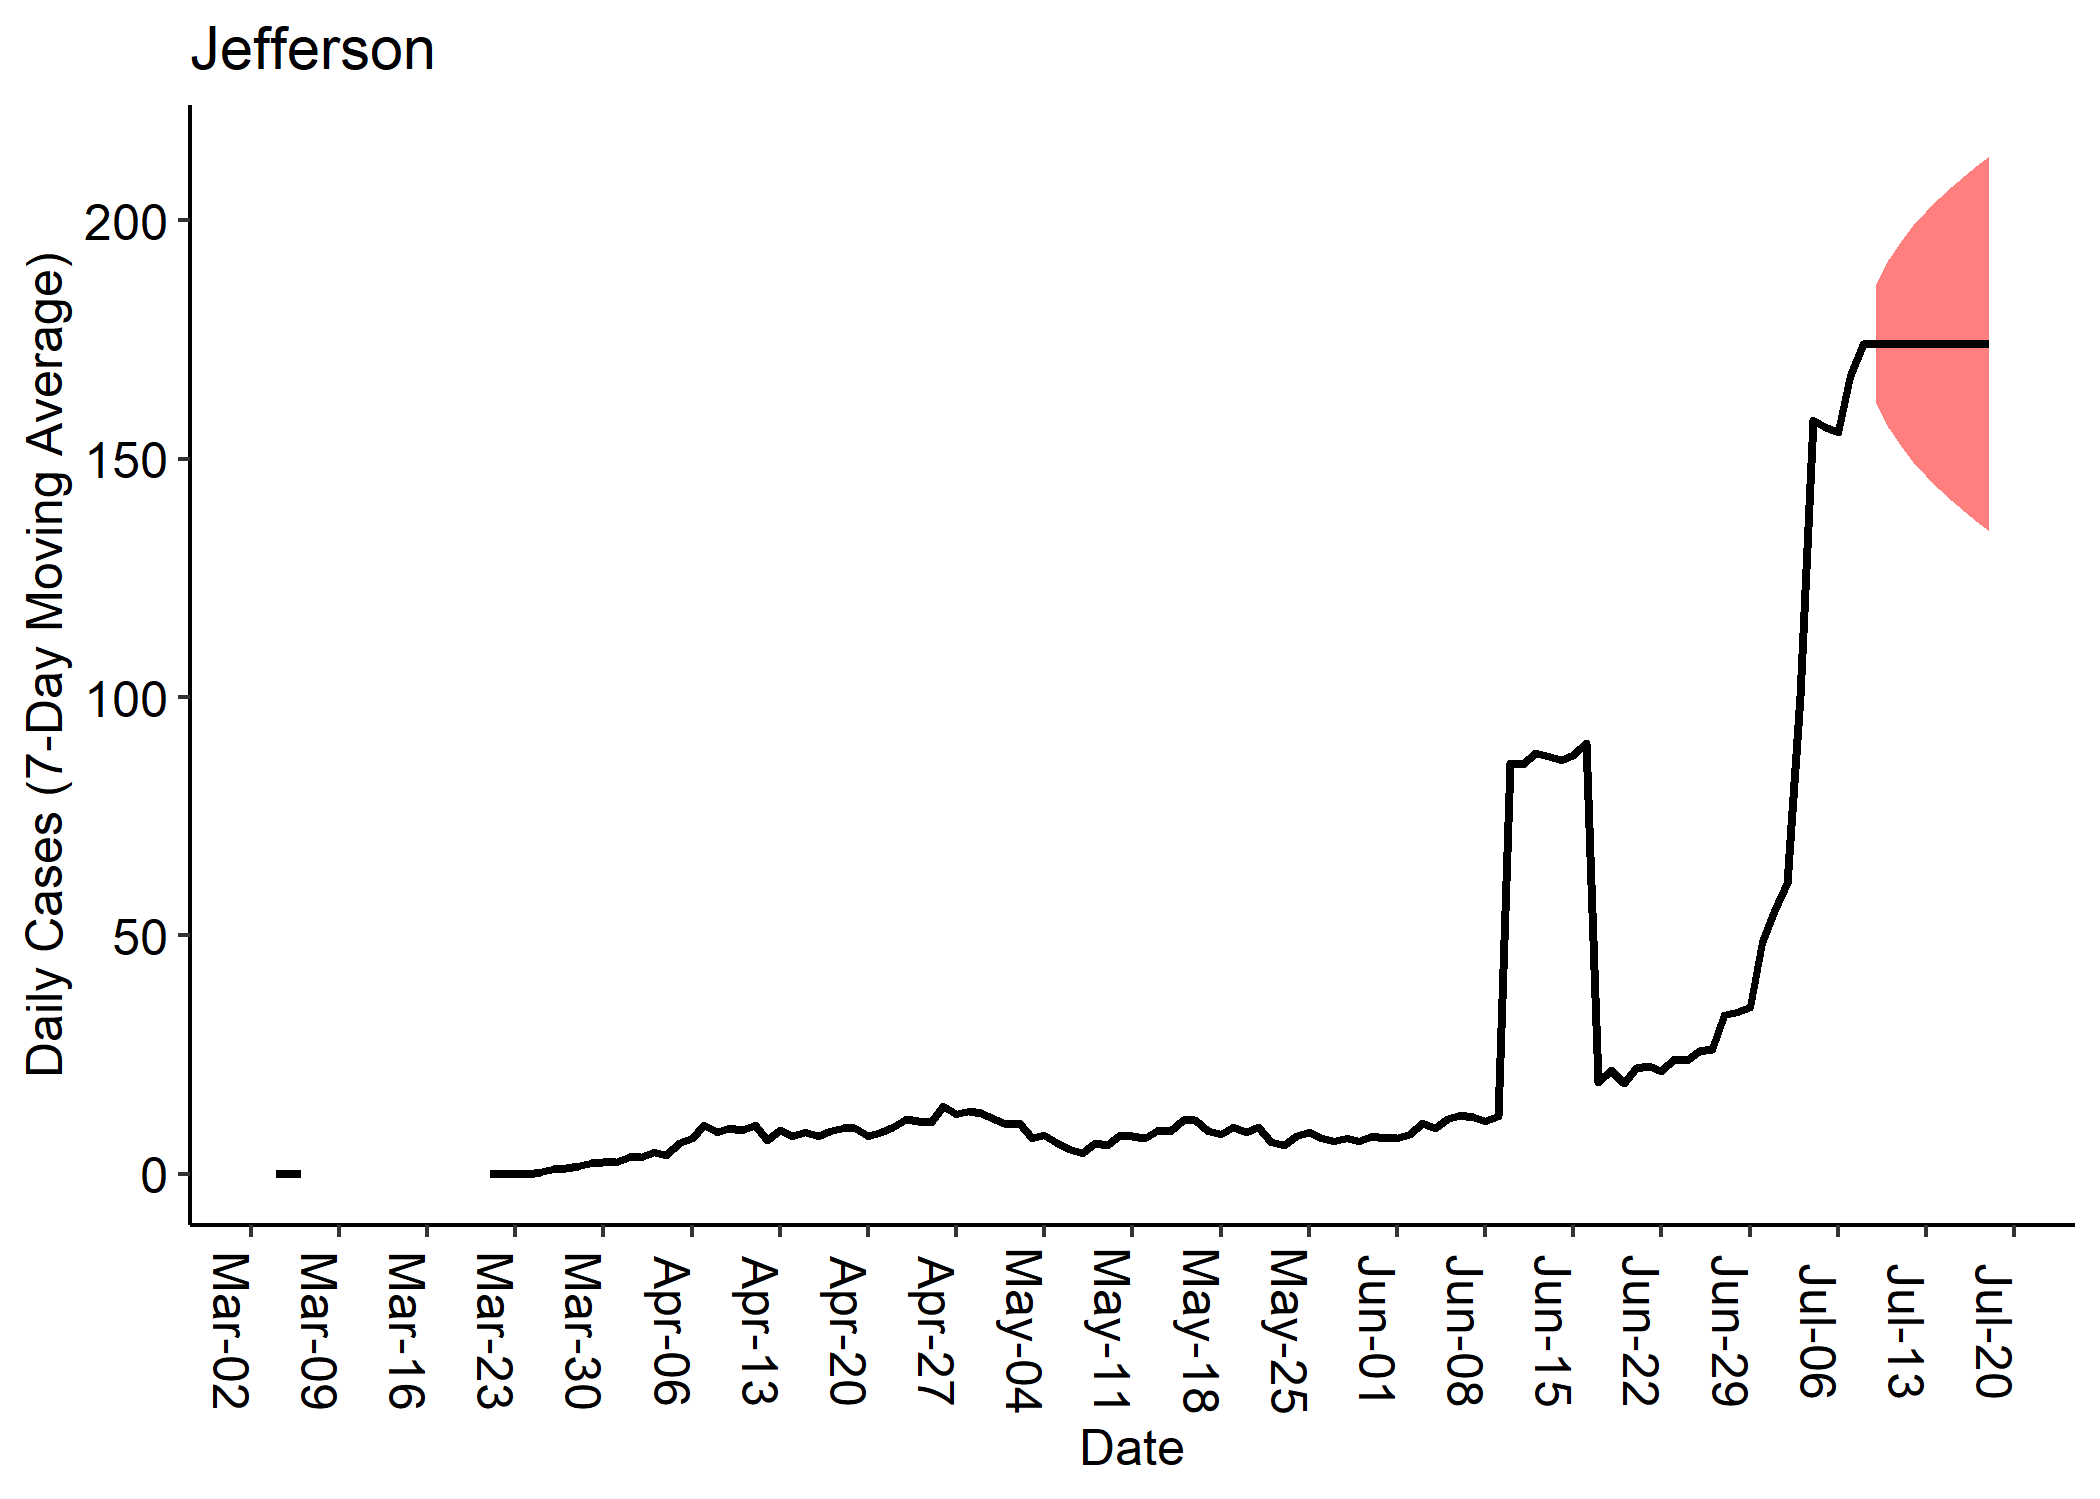 Jefferson
Daily Cases (7-Day Moving Average)
200
150
100
50
0
Mar-02
Mar-09
Mar-16
Mar-23
Mar-30
Apr-06
Apr-13
Apr-20
Apr-27
May-04
May-11
May-18
May-25
Jun-01
Jun-08
Jun-15
Jun-22
Jun-29
Jul-06
Jul-13
Jul-20
Date